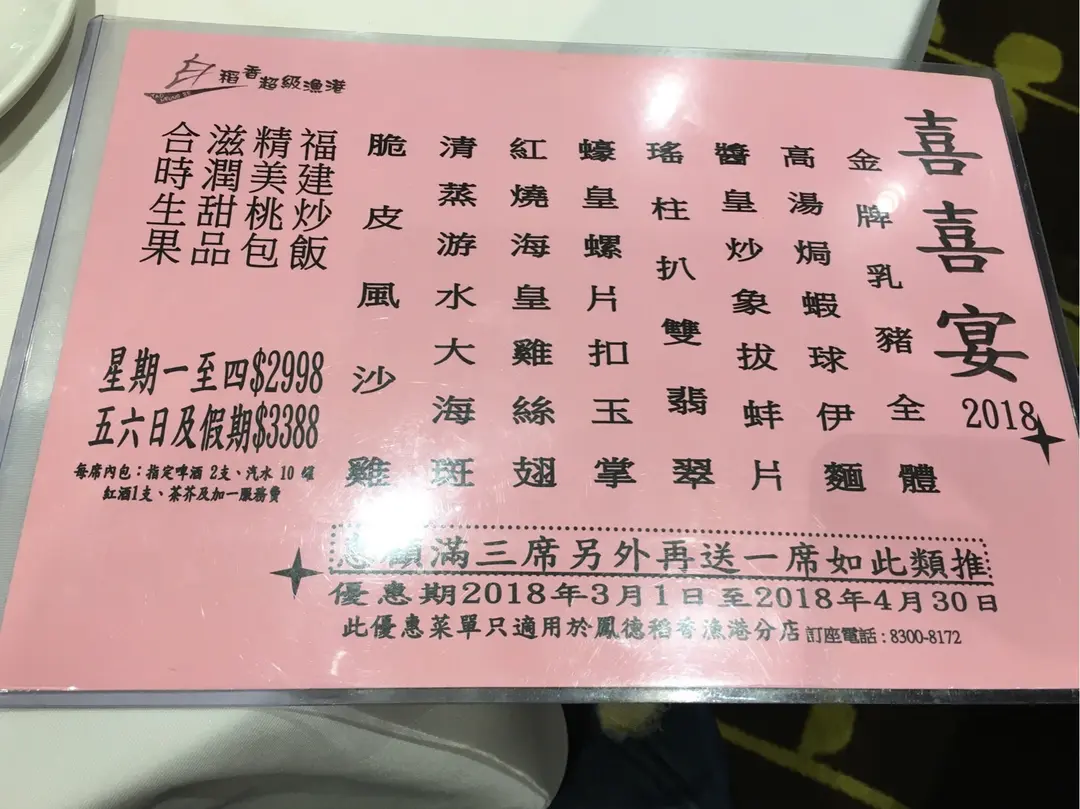 稻香超級漁港
喜喜宴
2018
金牌乳豬全體
高湯焗蝦球伊麵
醬皇炒象拔蚌片
瑤柱扒雙翡翠
蠔皇螺片扣玉掌
紅燒海皇雞絲翅
清蒸游水大海斑
脆皮風沙雞
福建炒飯
精美桃包
滋潤甜品
合時生果
星期一至四$2998
五六日及假期$3388
每席內包：指定啤酒 2支、汽水 10 罐
紅酒1支、茶芥及加一服務費
惠顧滿三席另外再送一席如此類推
優惠期2018年3月1日至2018年4月30日
此優惠菜單只適用於鳳德稻香漁港分店 訂座電話 : 8300-8172